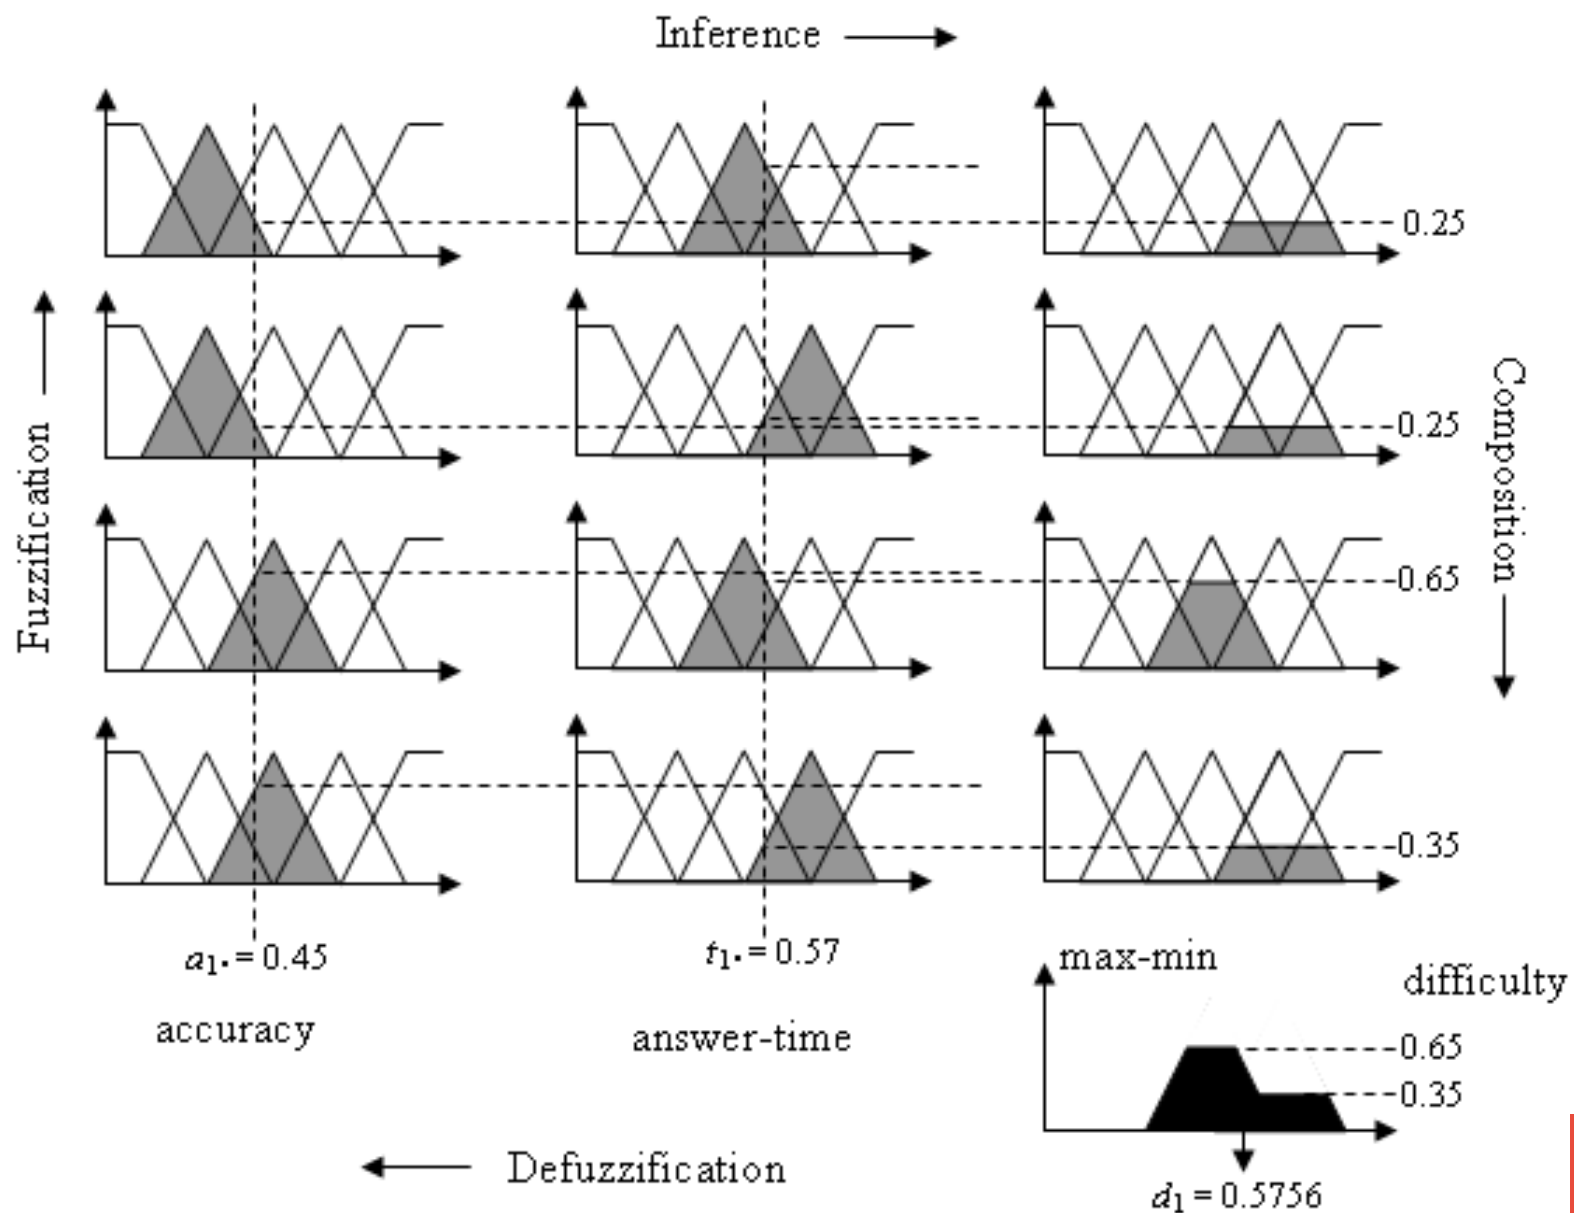 Inference
0.25
Fuzzification
0.25
Composition
0.65
0.35
a1• = 0.45
t1• = 0.57
max-min
difficulty
accuracy
answer-time
0.65
0.35
Defuzzification
d1 = 0.5756